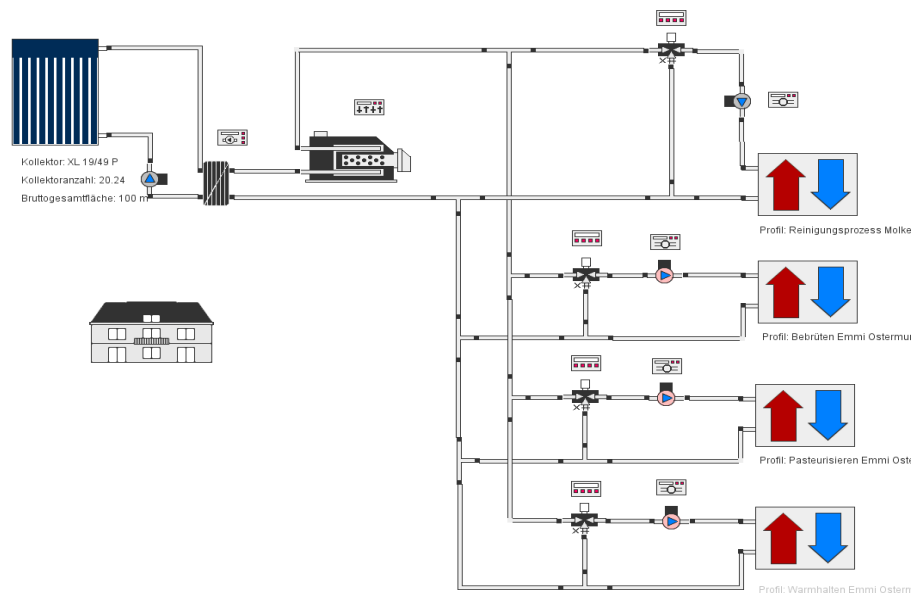 Kollektor: XL 19/49 P
Kollektoranzahl: 20.24
Bruttogesamtfläche: 100 m
Profil: Reinigungsprozess Molke
Profil: Bebrüten Emmi Ostermu
Profil: Pasteurisieren Emmi Oste
Profil: Warmhalten Emmi Ostern